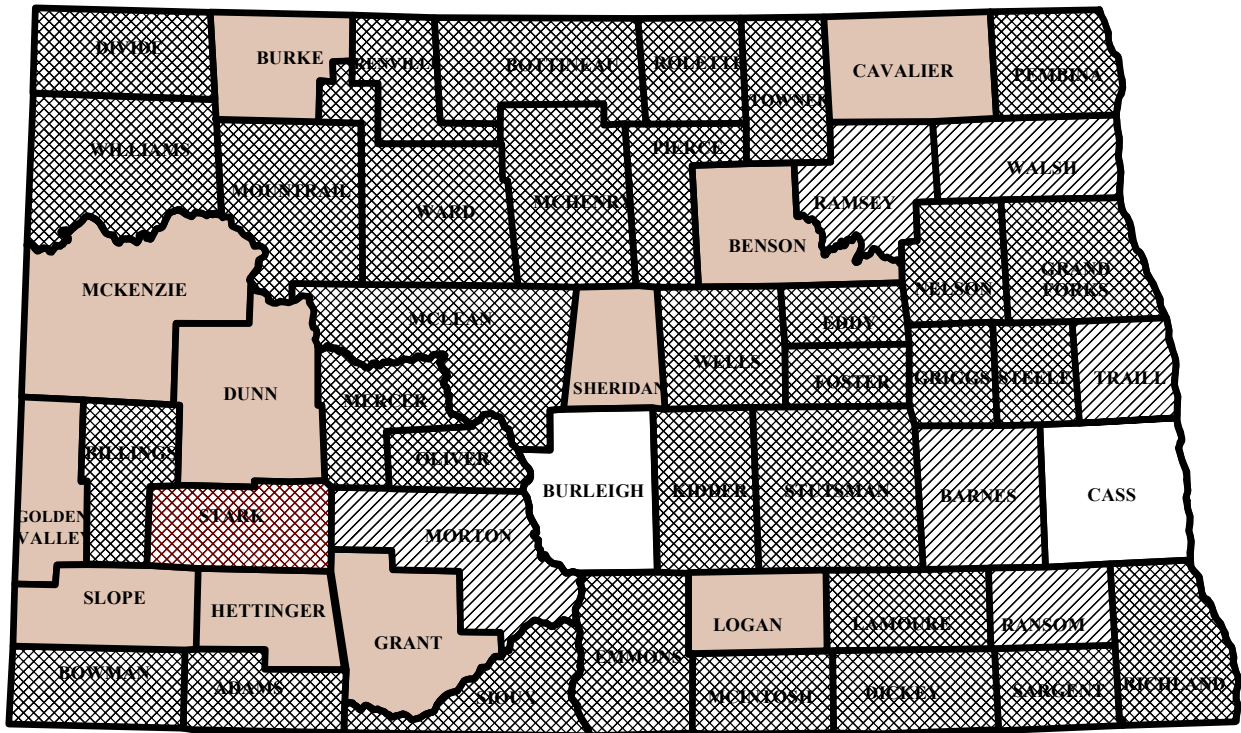 DIVIDE
BURKE
RENVILLE
BOTTINEAU
ROLETTE
TOWNER
CAVALIER
PEMBINA
WILLIAMS
MOUNTRAIL
WARD
MCHENRY
PIERCE
BENSON
RAMSEY
WALSH
MCKENZIE
DUNN
MCLEAN
SHERIDAN
WELLS
EDDY
FOSTER
NELSON
GRAND
FORKS
GRIGGS
STEELE
TRAILL
MERCER
OLIVER
BILLINGS
GOLDEN
VALLEY
STARK
MORTON
BURLEIGH
KIDDER
STUTSMAN
BARNES
CASS
SLOPE
HETTINGER
GRANT
BOWMAN
ADAMS
SIOUX
EMMONS
LOGAN
LAMOURE
RANSOM
MCINTOSH
DICKEY
SARGENT
RICHLAND